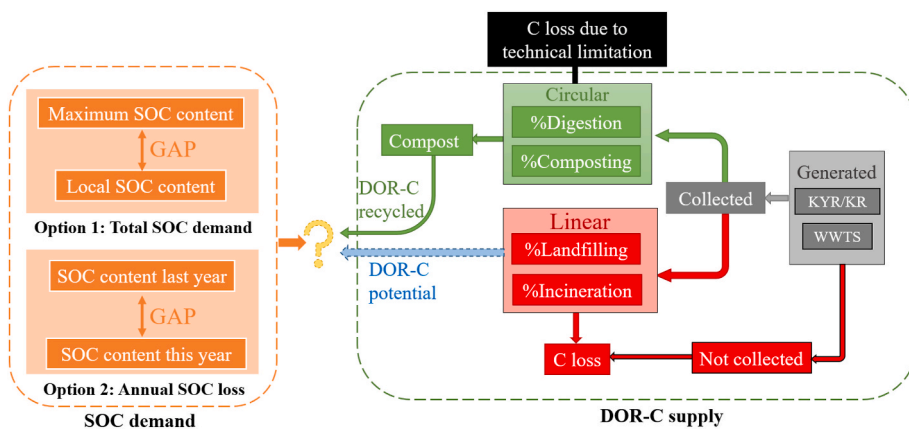 C loss due to
technical limitation
Maximum SOC content
GAP
Local SOC content
Option 1: Total SOC demand
SOC content last year
GAP
SOC content this year
Option 2: Annual SOC loss
SOC demand
?
Circular
%Digestion
%Composting
Compost
DOR-C
recycled
DOR-C
potential
Linear
%Landfilling
%Incineration
Collected
Generated
KYR/KR
WWTS
C loss
Not collected
DOR-C supply